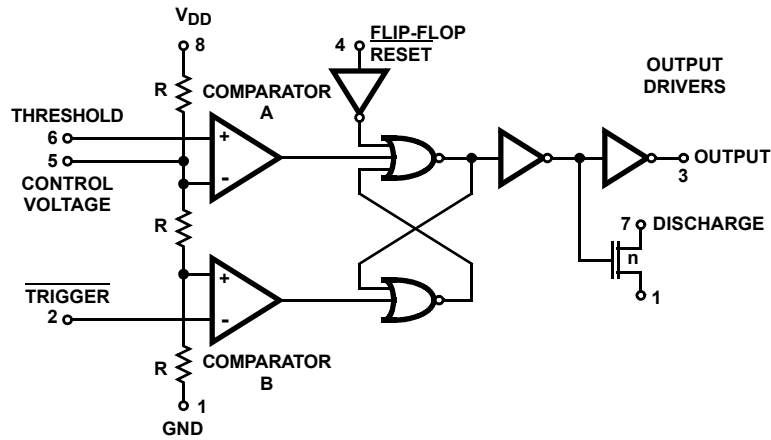 VDD
8
R
THRESHOLD
6
5
CONTROL
VOLTAGE
COMPARATOR
A
+
-
4
FLIP-FLOP
RESET
OUTPUT
DRIVERS
OUTPUT
3
R
7
DISCHARGE
n
1
TRIGGER
2
+
-
R
COMPARATOR
B
1
GND